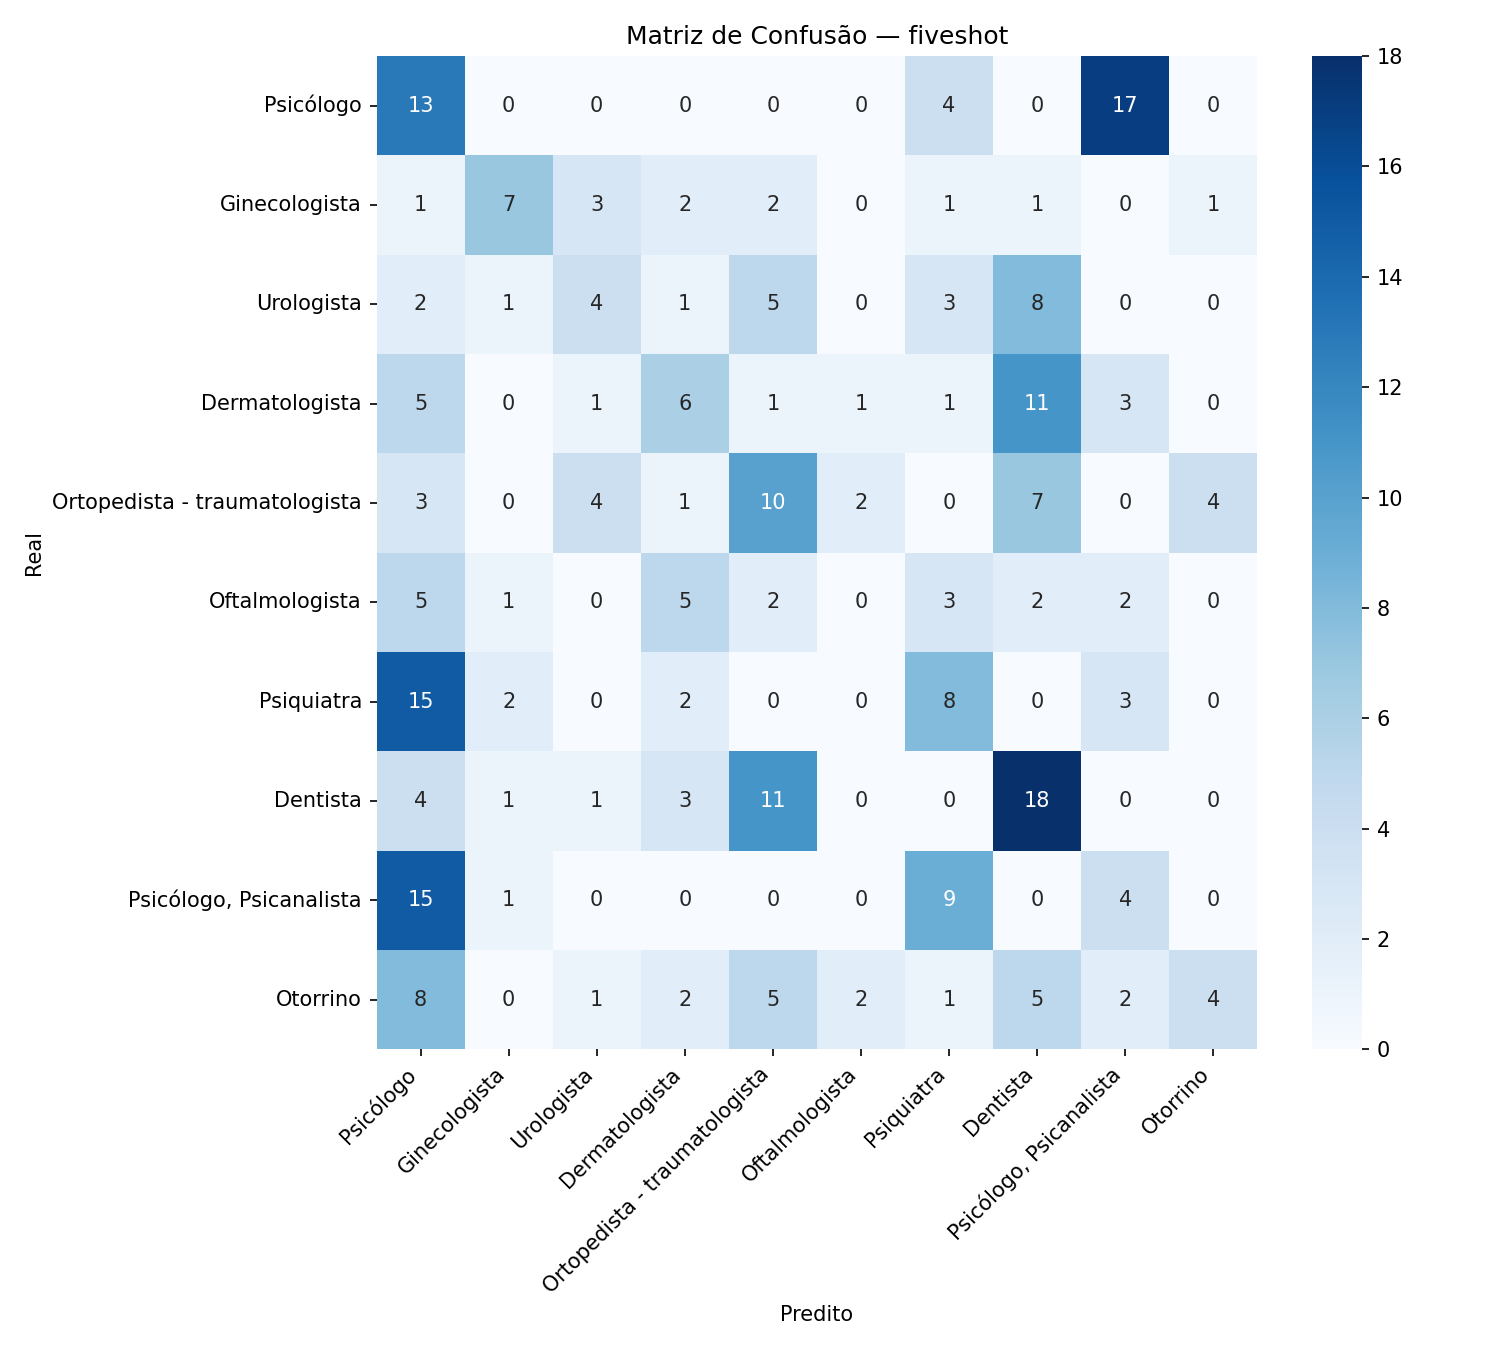 Matriz de Confusão — fiveshot
Psicólogo 13 0 0 0 0 0 4 0 17 0
Ginecologista 1 7 3 2 2 0 1 1 0 1
Urologista 2 1 4 1 5 0 3 8 0 0
Dermatologista 5 0 1 6 1 1 1 11 3 0
Ortopedista - traumatologista 3 0 4 1 10 2 0 7 0 4
Oftalmologista 5 1 0 5 2 0 3 2 2 0
Psiquiatra 15 2 0 2 0 0 8 0 3 0
Dentista 4 1 1 3 11 0 0 18 0 0
Psicólogo, Psicanalista 15 1 0 0 0 0 9 0 4 0
Otorrino 8 0 1 2 5 2 1 5 2 4
Real
Psicólogo
Ginecologista
Urologista
Dermatologista
Ortopedista - traumatologista
Oftalmologista
Psiquiatra
Dentista
Psicólogo, Psicanalista
Otorrino
Predito
18
16
14
12
10
8
6
4
2
0